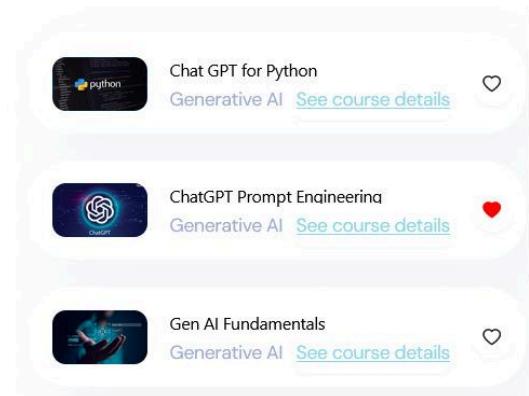 python
Chat GPT for Python
Generative AI See course details
ChatGPT
ChatGPT Prompt Engineering
Generative AI See course details
Gen AI Fundamentals
Generative AI See course details